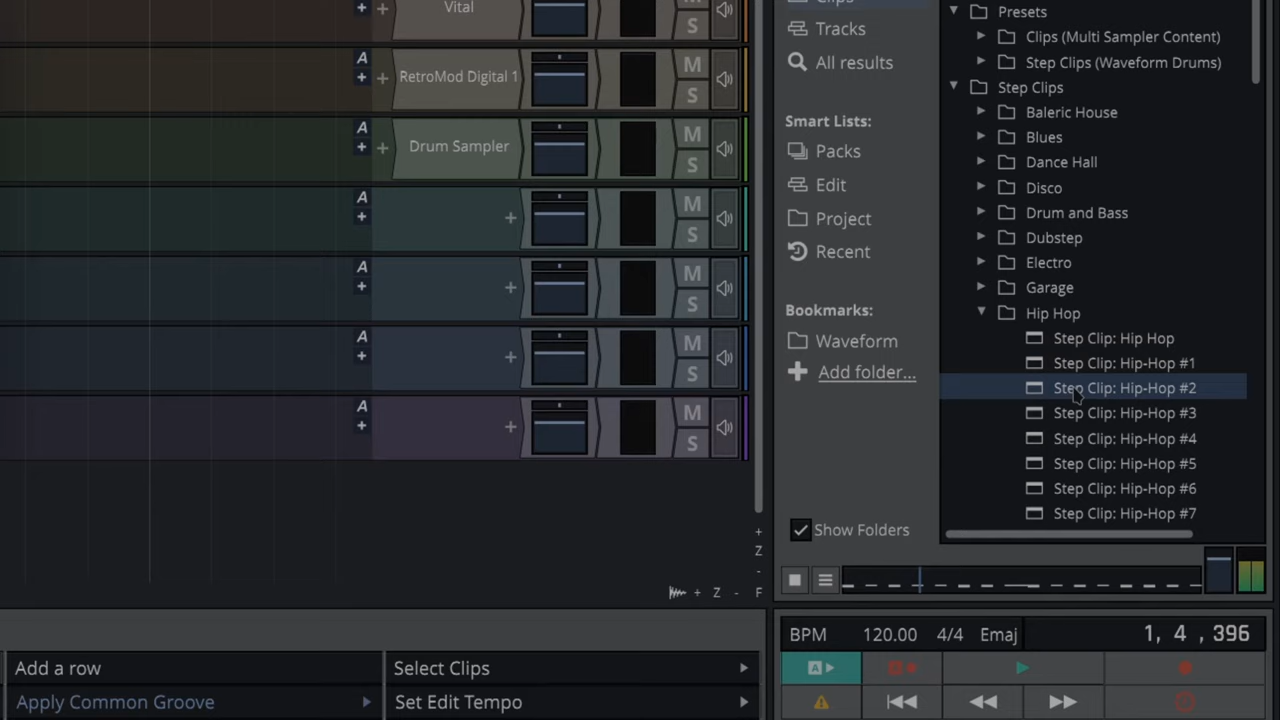 Vital
S
A
RetroMod Digital 1
M
S
A
Drum Sampler
M
S
A
M
S
A
M
S
A
M
S
A
M
S
+
Z
-
+ Z - F
Clips
Tracks
All results
Smart Lists:
Packs
Edit
Project
Recent
Bookmarks:
Waveform
Add folder...
Show Folders
Presets
Clips (Multi Sampler Content)
Step Clips (Waveform Drums)
Step Clips
Baleric House
Blues
Dance Hall
Disco
Drum and Bass
Dubstep
Electro
Garage
Hip Hop
Step Clip: Hip Hop
Step Clip: Hip-Hop #1
Step Clip: Hip-Hop #2
Step Clip: Hip-Hop #3
Step Clip: Hip-Hop #4
Step Clip: Hip-Hop #5
Step Clip: Hip-Hop #6
Step Clip: Hip-Hop #7
BPM 120.00 4/4 Emaj 1, 4, 396
A
Add a row
Apply Common Groove
Select Clips
Set Edit Tempo